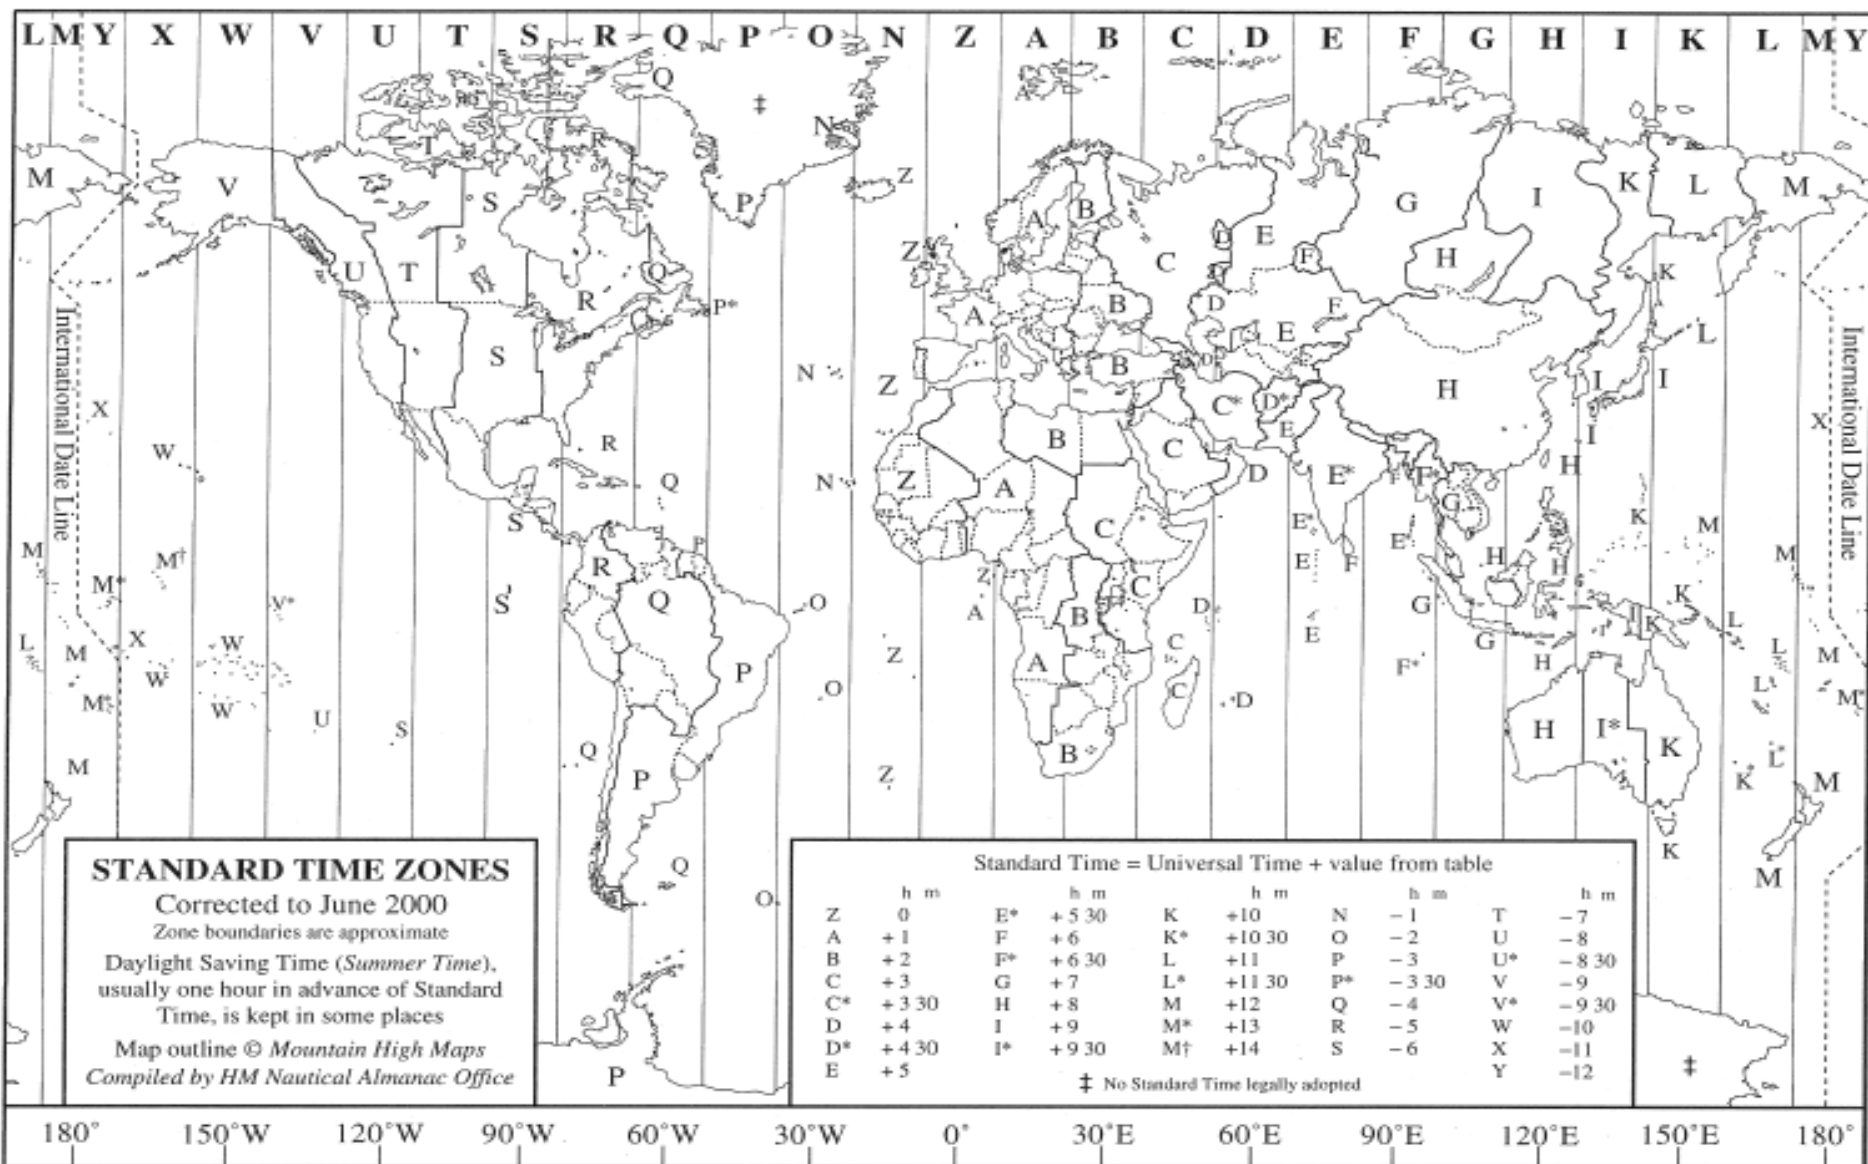 L M Y X W V U T S R Q P O N Z A B C D E F G H I K L M Y
Q
‡
Z
N
A
T
R
M
V
S
P
Z
A
B
G
I
K
L
M
Z
D
E
C
H
F
U
T
Q
D
K
R
P*
A
B
D
E
F
L
International Date Line
International Date Line
S
B
D
N
Z
C*
D*
H
I
I
X
X
W
R
B
C
E
I
H
N
Z
A
Q
D
E*
F
F*
G
S
C
E*
K
M
M
M†
P
E
E
F
H
H
M
M*
R
Z
C
V*
S
Q
O
A
B
D
D
G
K
L
X
W
E
I
I
K
L
M
W
Z
A
C
F*
G
H
L
M
M*
W
P
O
C
D
L
M*
U
S
Q
P
B
H
I*
K
L*
M
Z
K*
M
K
M
Q
O
STANDARD TIME ZONES
Corrected to June 2000
Zone boundaries are approximate
Daylight Saving Time (Summer Time),
usually one hour in advance of Standard
Time, is kept in some places
Map outline © Mountain High Maps
Compiled by HM Nautical Almanac Office
P
Standard Time = Universal Time + value from table
h m h m h m h m h m
Z 0 E* + 5 30 K +10 N − 1 T − 7
A + 1 F + 6 K* +10 30 O − 2 U − 8
B + 2 F* + 6 30 L +11 P − 3 U* − 8 30
C + 3 G + 7 L* +11 30 P* − 3 30 V − 9
C* + 3 30 H + 8 M +12 Q − 4 V* − 9 30
D + 4 I + 9 M* +13 R − 5 W −10
D* + 4 30 I* + 9 30 M† +14 S − 6 X −11
E + 5 Y −12
‡ No Standard Time legally adopted
‡
180° 150°W 120°W 90°W 60°W 30°W 0° 30°E 60°E 90°E 120°E 150°E 180°